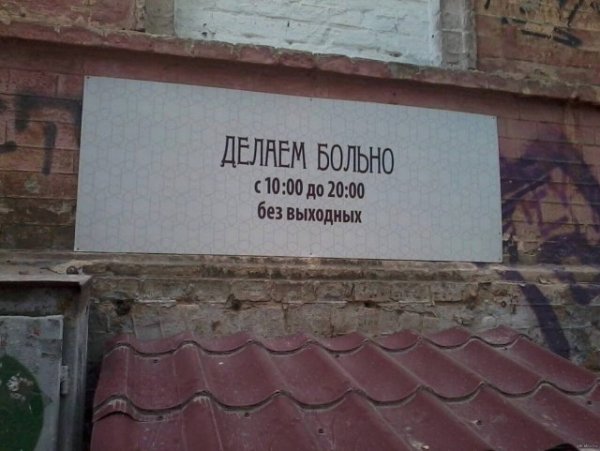 ДЕЛАЕМ БОЛЬНО
с 10:00 до 20:00
без выходных